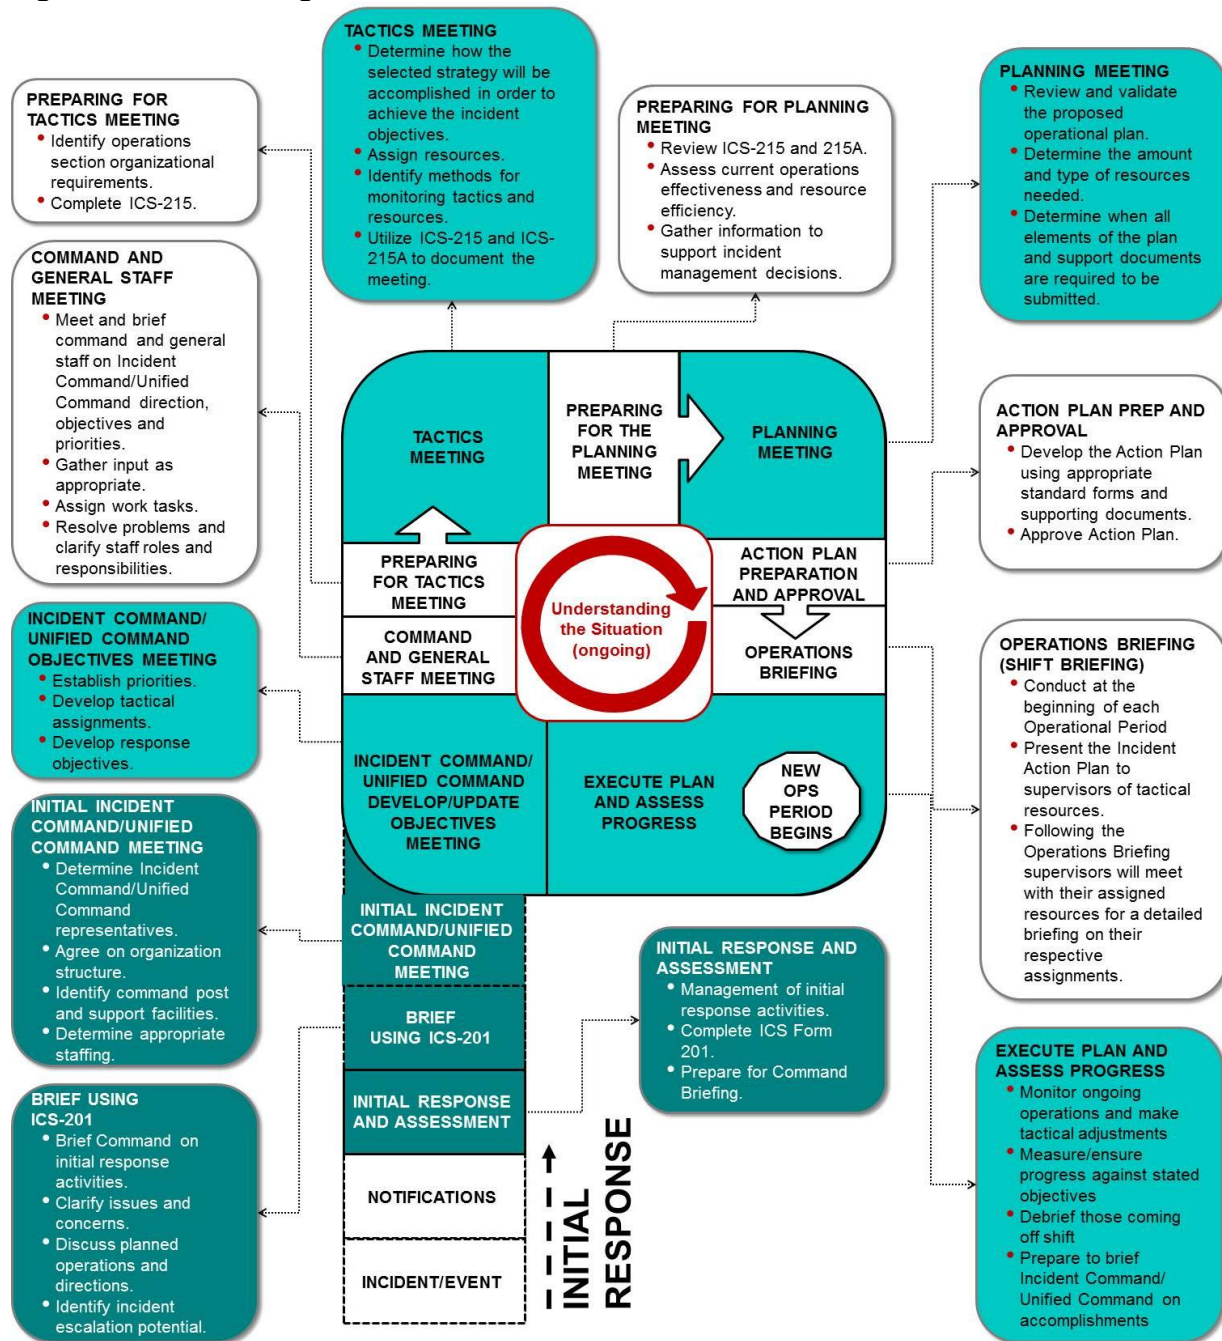 TACTICS MEETING
• Determine how the
selected strategy will be
accomplished in order to
achieve the incident
objectives.
• Assign resources.
• Identify methods for
monitoring tactics and
resources.
• Utilize ICS-215 and ICS-
215A to document the
meeting.
PREPARING FOR
TACTICS MEETING
• Identify operations
section organizational
requirements.
• Complete ICS-215.
PREPARING FOR PLANNING
MEETING
• Review ICS-215 and 215A.
• Assess current operations
effectiveness and resource
efficiency.
• Gather information to
support incident
management decisions.
PLANNING MEETING
• Review and validate
the proposed
operational plan.
• Determine the amount
and type of resources
needed.
• Determine when all
elements of the plan
and support documents
are required to be
submitted.
COMMAND AND
GENERAL STAFF
MEETING
• Meet and brief
command and general
staff on Incident
Command/Unified
Command direction,
objectives and
priorities.
• Gather input as
appropriate.
• Assign work tasks.
• Resolve problems and
clarify staff roles and
responsibilities.
ACTION PLAN PREP AND
APPROVAL
• Develop the Action Plan
using appropriate
standard forms and
supporting documents.
• Approve Action Plan.
TACTICS
MEETING
PREPARING
FOR THE
PLANNING
MEETING
PLANNING
MEETING
PREPARING
FOR TACTICS
MEETING
COMMAND
AND GENERAL
STAFF MEETING
Understanding
the Situation
(ongoing)
ACTION PLAN
PREPARATION
AND APPROVAL
OPERATIONS
BRIEFING
INCIDENT COMMAND/
UNIFIED COMMAND
DEVELOP/UPDATE
OBJECTIVES
MEETING
EXECUTE PLAN
AND ASSESS
PROGRESS
NEW
OPS
PERIOD
BEGINS
INCIDENT COMMAND/
UNIFIED COMMAND
OBJECTIVES MEETING
• Establish priorities.
• Develop tactical
assignments.
• Develop response
objectives.
OPERATIONS BRIEFING
(SHIFT BRIEFING)
• Conduct at the
beginning of each
Operational Period
• Present the Incident
Action Plan to
supervisors of tactical
resources.
• Following the
Operations Briefing
supervisors will meet
with their assigned
resources for a detailed
briefing on their
respective
assignments.
INITIAL INCIDENT
COMMAND/UNIFIED
COMMAND MEETING
• Determine Incident
Command/Unified
Command
representatives.
• Agree on organization
structure.
• Identify command post
and support facilities.
• Determine appropriate
staffing.
INITIAL INCIDENT
COMMAND/UNIFIED
COMMAND
MEETING
BRIEF
USING ICS-201
INITIAL RESPONSE
AND ASSESSMENT
NOTIFICATIONS
INCIDENT/EVENT
INITIAL
RESPONSE
INITIAL RESPONSE AND
ASSESSMENT
• Management of initial
response activities.
• Complete ICS Form
201.
• Prepare for Command
Briefing.
BRIEF USING
ICS-201
• Brief Command on
initial response
activities.
• Clarify issues and
concerns.
• Discuss planned
operations and
directions.
• Identify incident
escalation potential.
EXECUTE PLAN AND
ASSESS PROGRESS
• Monitor ongoing
operations and make
tactical adjustments
• Measure/ensure
progress against stated
objectives
• Debrief those coming
off shift
• Prepare to brief
Incident Command/
Unified Command on
accomplishments